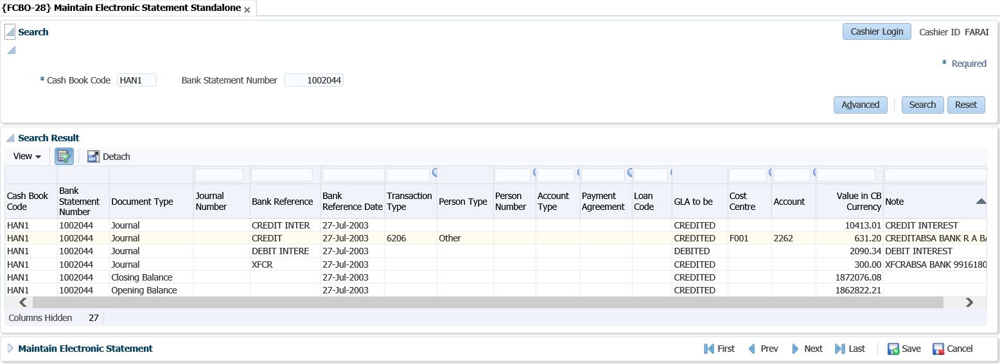 {FCBO-28} Maintain Electronic Statement Standalone
Search
Cashier Login Cashier ID FARAI
* Required
* Cash Book Code HAN1 Bank Statement Number 1002044
Advanced Search Reset
Search Result
View Detach
Cash Book Code Bank Statement Number Document Type Journal Number Bank Reference Bank Reference Date Transaction Type Person Type Person Number Account Type Payment Agreement Loan Code GLA to be Cost Centre Account Value in CB Currency Note
HAN1 1002044 Journal CREDIT INTER 27-Jul-2003 CREDITED 10413.01 CREDIT INTEREST
HAN1 1002044 Journal CREDIT 27-Jul-2003 6206 Other CREDITED F001 2262 631.20 CREDITABSA BANK R A BA
HAN1 1002044 Journal DEBIT INTERE 27-Jul-2003 DEBITED 2090.34 DEBIT INTEREST
HAN1 1002044 Journal XFCR 27-Jul-2003 CREDITED 300.00 XFCRABSA BANK 9916180
HAN1 1002044 Closing Balance 27-Jul-2003 CREDITED 1872076.08
HAN1 1002044 Opening Balance 27-Jul-2003 CREDITED 1862822.21
Columns Hidden 27
Maintain Electronic Statement First Prev Next Last Save Cancel